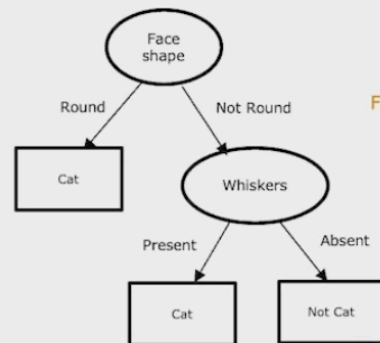 Face
shape
Round
Not Round
F
Cat
Whiskers
Present
Absent
Cat
Not Cat